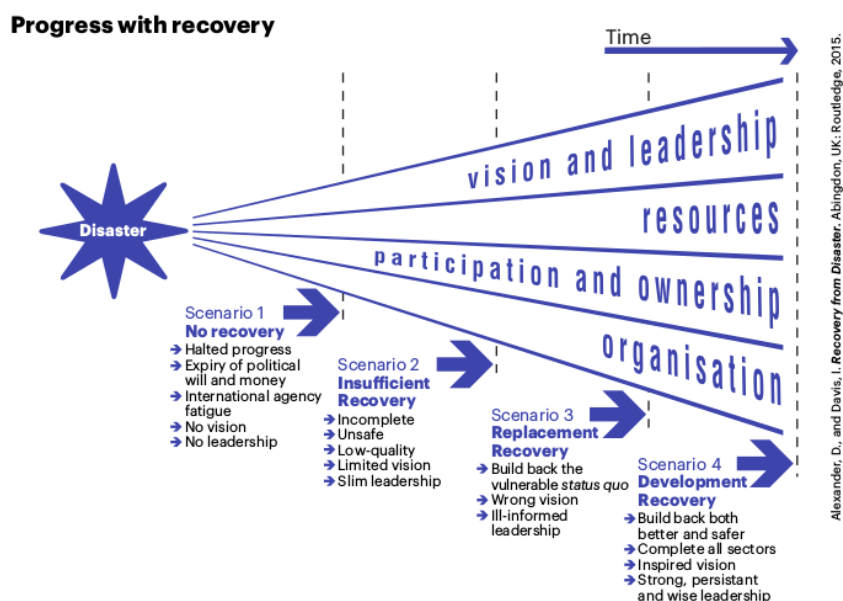 Progress with recovery
Time
Disaster
vision and leadership
resources
participation and ownership
organisation
Scenario 1
No recovery
➔ Halted progress
➔ Expiry of political
will and money
➔ International agency
fatigue
➔ No vision
➔ No leadership
Scenario 2
Insufficient
Recovery
➔ Incomplete
➔ Unsafe
➔ Low-quality
➔ Limited vision
➔ Slim leadership
Scenario 3
Replacement
Recovery
➔ Build back the
vulnerable status quo
➔ Wrong vision
➔ Ill-informed
leadership
Scenario 4
Development
Recovery
➔ Build back both
better and safer
➔ Complete all sectors
➔ Inspired vision
➔ Strong, persistant
and wise leadership
Alexander, D., and Davis, I. Recovery from Disaster. Abingdon, UK: Routledge, 2015.